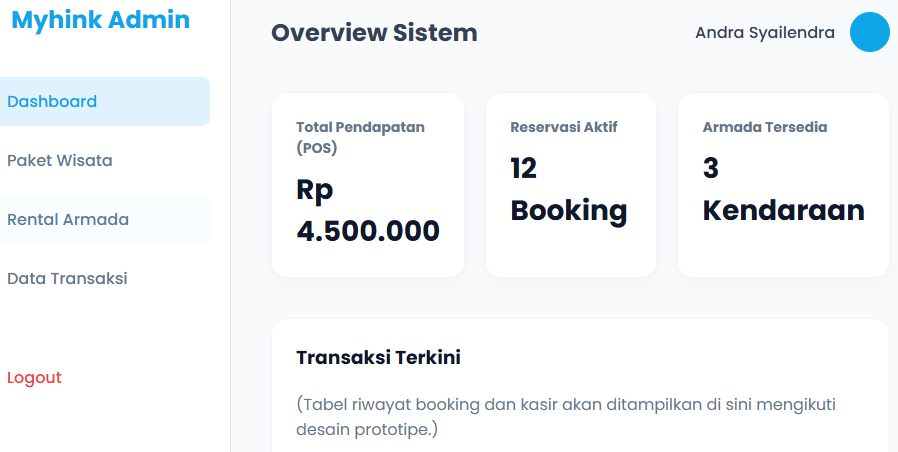 Myhink Admin
Dashboard
Paket Wisata
Rental Armada
Data Transaksi
Logout
Overview Sistem
Andra Syailendra
Total Pendapatan
(POS)
Rp
4.500.000
Reservasi Aktif
12
Booking
Armada Tersedia
3
Kendaraan
Transaksi Terkini
(Tabel riwayat booking dan kasir akan ditampilkan di sini mengikuti
desain prototipe.)